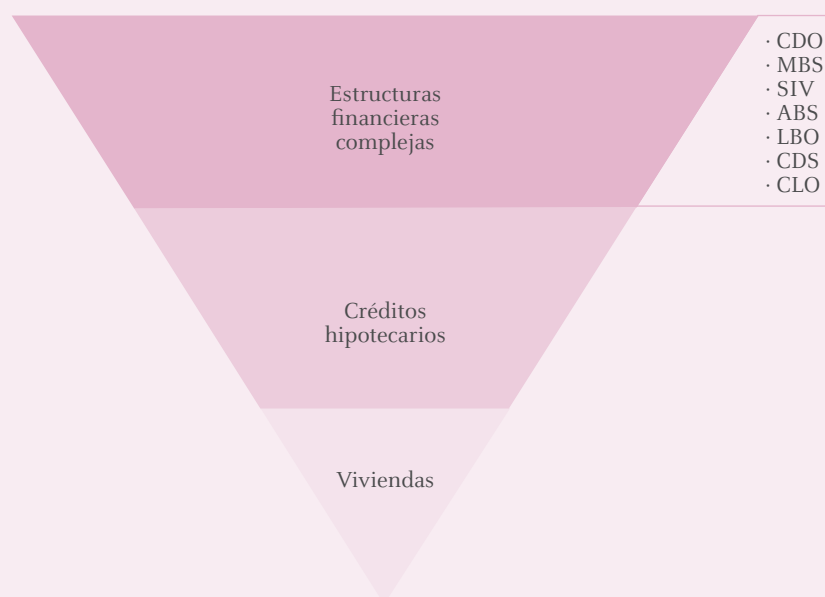 Estructuras
financieras
complejas
· CDO
· MBS
· SIV
· ABS
· LBO
· CDS
· CLO
Créditos
hipotecarios
Viviendas